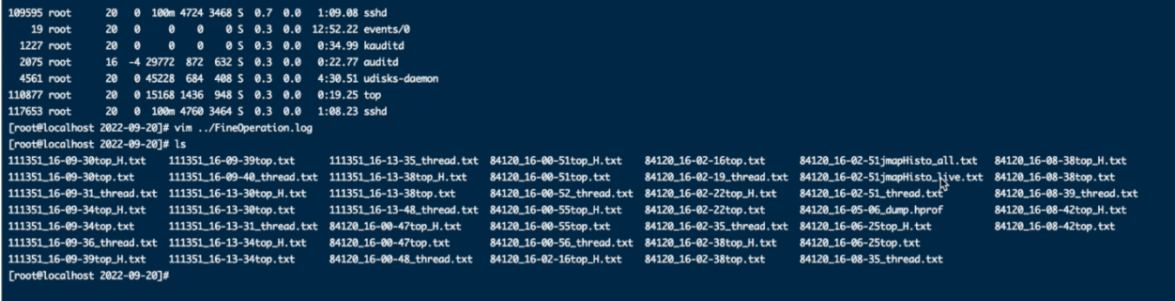 109595 root 20 0 100m 4724 3468 S 0.7 0.0 1:09.08 sshd
19 root 20 0 0 0 0 S 0.3 0.0 12:52.22 events/0
1227 root 20 0 0 0 0 S 0.3 0.0 0:34.99 kauditd
2075 root 16 -4 29772 872 632 S 0.3 0.0 0:22.77 auditd
4561 root 20 0 45228 684 408 S 0.3 0.0 4:30.51 udisks-daemon
110877 root 20 0 15168 1436 948 S 0.3 0.0 0:19.25 top
117653 root 20 0 100m 4760 3464 S 0.3 0.0 1:08.23 sshd
[root@localhost 2022-09-20]# vim ../FineOperation.log
[root@localhost 2022-09-20]# ls
111351_16-09-30top_H.txt 111351_16-09-39top.txt 111351_16-13-35_thread.txt 84120_16-00-51top_H.txt 84120_16-02-16top.txt 84120_16-02-51jmapHisto_all.txt 84120_16-08-38top_H.txt
111351_16-09-30top.txt 111351_16-09-40_thread.txt 111351_16-13-38top_H.txt 84120_16-00-51top.txt 84120_16-02-19_thread.txt 84120_16-02-51jmapHisto_live.txt 84120_16-08-38top.txt
111351_16-09-31_thread.txt 111351_16-13-30top_H.txt 111351_16-13-38top.txt 84120_16-00-52_thread.txt 84120_16-02-22top_H.txt 84120_16-02-51_thread.txt 84120_16-08-39_thread.txt
111351_16-09-34top_H.txt 111351_16-13-30top.txt 111351_16-13-48_thread.txt 84120_16-00-55top_H.txt 84120_16-02-22top.txt 84120_16-05-06_dump.hprof 84120_16-08-42top_H.txt
111351_16-09-34top.txt 111351_16-13-31_thread.txt 84120_16-00-47top_H.txt 84120_16-00-55top.txt 84120_16-02-35_thread.txt 84120_16-06-25top_H.txt 84120_16-08-42top.txt
111351_16-09-36_thread.txt 111351_16-13-34top_H.txt 84120_16-00-47top.txt 84120_16-00-56_thread.txt 84120_16-02-38top_H.txt 84120_16-06-25top.txt
111351_16-09-39top_H.txt 111351_16-13-34top.txt 84120_16-00-48_thread.txt 84120_16-02-16top_H.txt 84120_16-02-38top.txt 84120_16-08-35_thread.txt
[root@localhost 2022-09-20]#